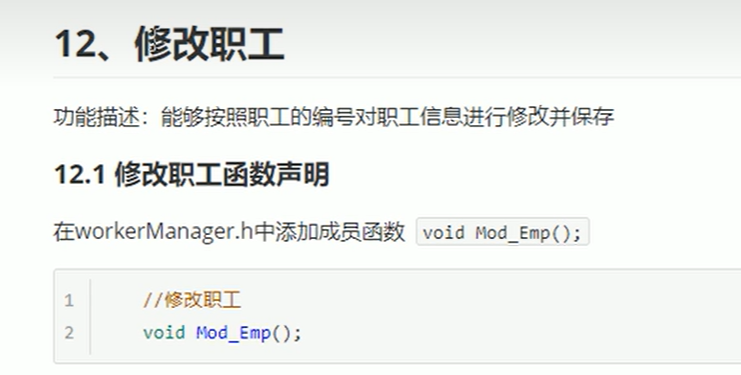 12、修改职工
功能描述：能够按照职工的编号对职工信息进行修改并保存
12.1 修改职工函数声明
在workerManager.h中添加成员函数 void Mod_Emp();
1 //修改职工
2 void Mod_Emp();